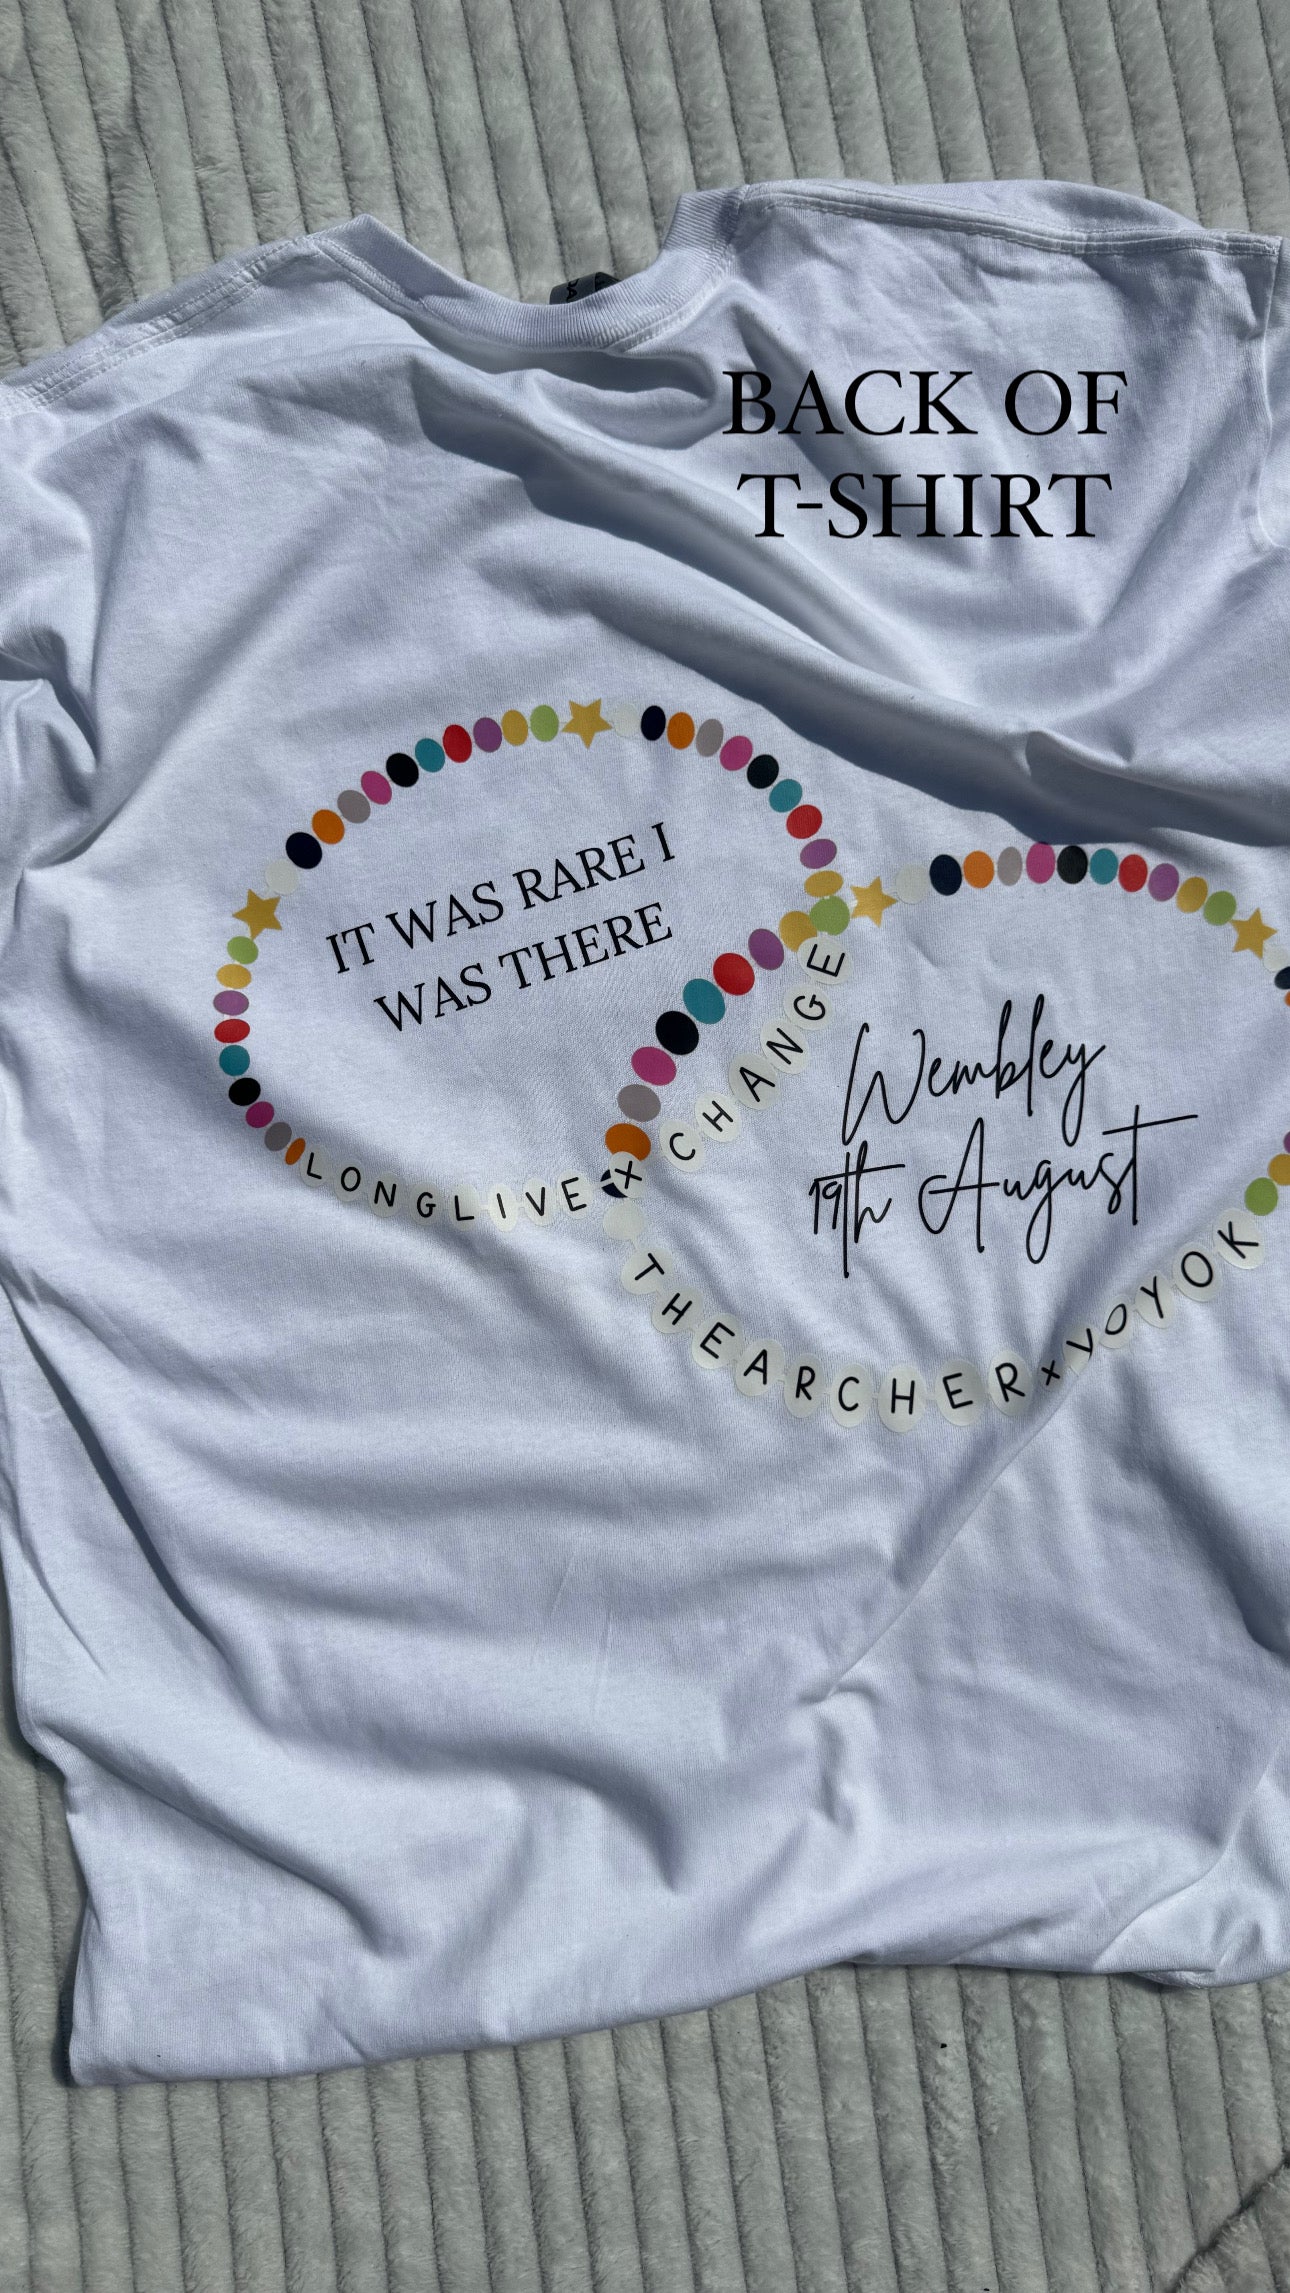 BACK OF
T-SHIRT
IT WAS RARE I
WAS THERE
LONGLIVE x CHANGE
Wembley
19th August
THEARCHER x YOYOK